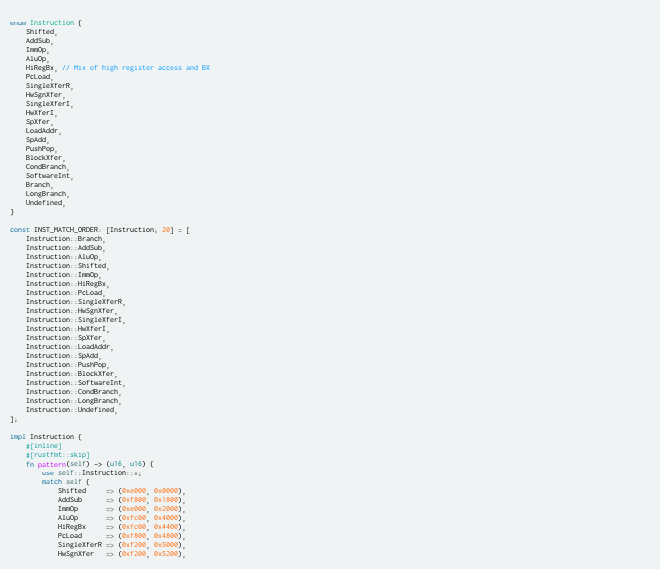 enum Instruction {
    Shifted,
    AddSub,
    ImmOp,
    AluOp,
    HiRegBx, // Mix of high register access and BX
    PcLoad,
    SingleXferR,
    HwSgnXfer,
    SingleXferI,
    HwXferI,
    SpXfer,
    LoadAddr,
    SpAdd,
    PushPop,
    BlockXfer,
    CondBranch,
    SoftwareInt,
    Branch,
    LongBranch,
    Undefined,
}
const INST_MATCH_ORDER: [Instruction; 20] = [
    Instruction::Branch,
    Instruction::AddSub,
    Instruction::AluOp,
    Instruction::Shifted,
    Instruction::ImmOp,
    Instruction::HiRegBx,
    Instruction::PcLoad,
    Instruction::SingleXferR,
    Instruction::HwSgnXfer,
    Instruction::SingleXferI,
    Instruction::HwXferI,
    Instruction::SpXfer,
    Instruction::LoadAddr,
    Instruction::SpAdd,
    Instruction::PushPop,
    Instruction::BlockXfer,
    Instruction::SoftwareInt,
    Instruction::CondBranch,
    Instruction::LongBranch,
    Instruction::Undefined,
];
impl Instruction {
    #[inline]
    #[rustfmt::skip]
    fn pattern(self) -> (u16, u16) {
        use self::Instruction::*;
        match self {
            Shifted     => (0xe000, 0x0000),
            AddSub      => (0xf800, 0x1800),
            ImmOp       => (0xe000, 0x2000),
            AluOp       => (0xfc00, 0x4000),
            HiRegBx     => (0xfc00, 0x4400),
            PcLoad      => (0xf800, 0x4800),
            SingleXferR => (0xf200, 0x5000),
            HwSgnXfer   => (0xf200, 0x5200),